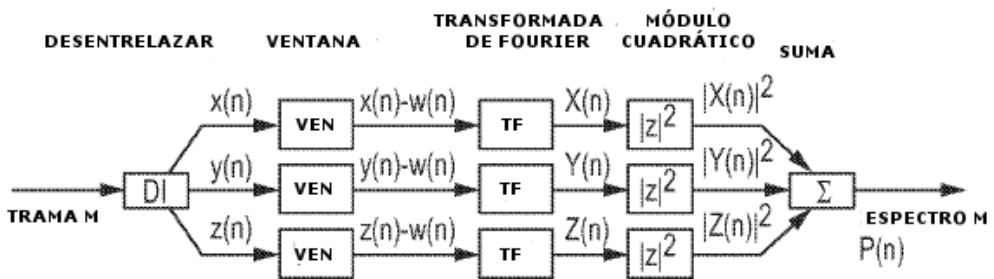 DESENTRELAZAR VENTANA TRANSFORMADA DE FOURIER MÓDULO CUADRÁTICO SUMA
x(n) VEN x(n)-w(n) TF X(n) |z|² |X(n)|²
TRAMA M DI y(n) VEN y(n)-w(n) TF Y(n) |z|² |Y(n)|² Σ ESPECTRO M
z(n) VEN z(n)-w(n) TF Z(n) |z|² |Z(n)|² P(n)